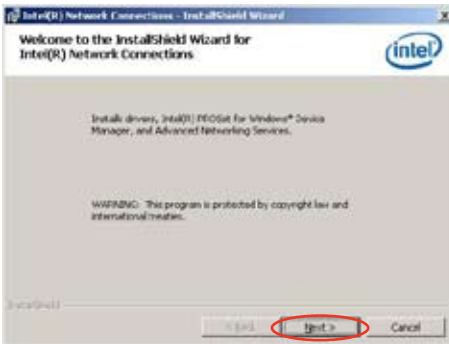 Intel(R) Network Connections - InstallShield Wizard
Welcome to the InstallShield Wizard for
Intel(R) Network Connections
intel
Installs drivers, Intel(R) PROSet for Windows* Device
Manager, and Advanced Networking Services.
WARNING: This program is protected by copyright law and
international treaties.
InstallShield
< Back
Next >
Cancel